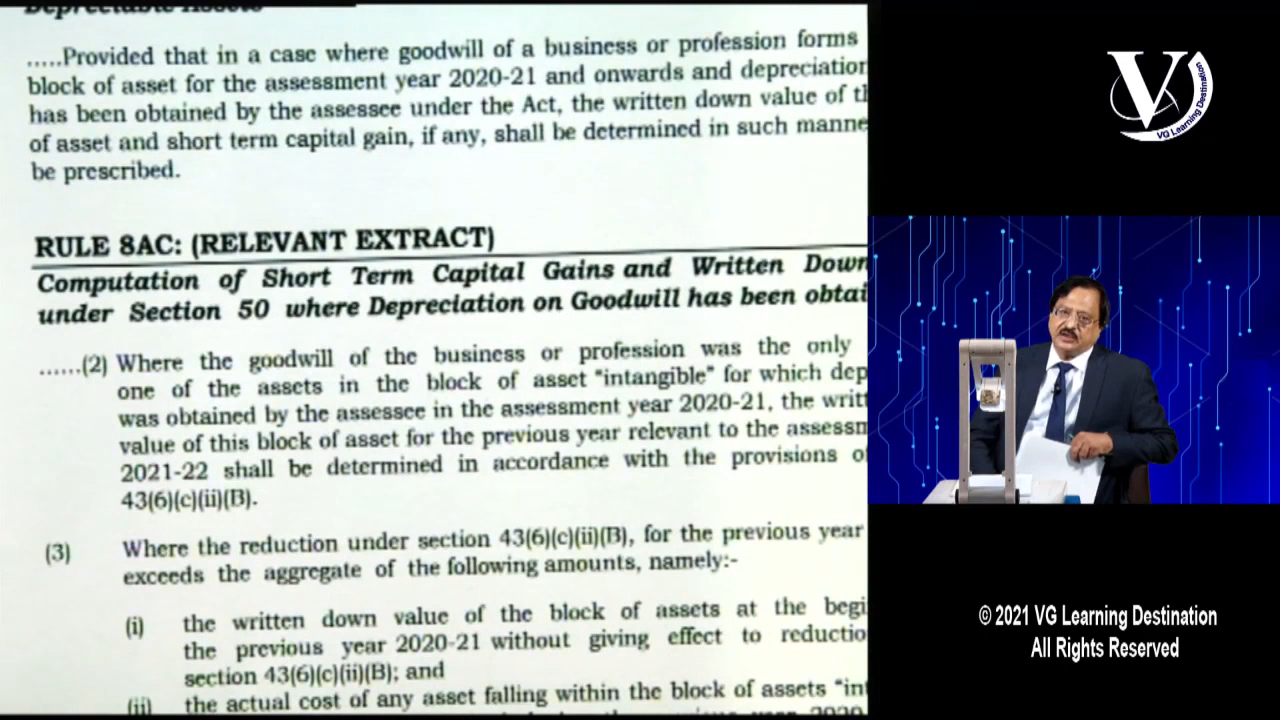 Depreciable Assets
.....Provided that in a case where goodwill of a business or profession forms
block of asset for the assessment year 2020-21 and onwards and depreciation
has been obtained by the assessee under the Act, the written down value of th
of asset and short term capital gain, if any, shall be determined in such manne
be prescribed.
RULE 8AC: (RELEVANT EXTRACT)
Computation of Short Term Capital Gains and Written Down
under Section 50 where Depreciation on Goodwill has been obtai
......(2) Where the goodwill of the business or profession was the only
one of the assets in the block of asset "intangible" for which dep
was obtained by the assessee in the assessment year 2020-21, the writt
value of this block of asset for the previous year relevant to the assessm
2021-22 shall be determined in accordance with the provisions o
43(6)(c)(ii)(B).
(3) Where the reduction under section 43(6)(c)(ii)(B), for the previous year
exceeds the aggregate of the following amounts, namely:-
(i) the written down value of the block of assets at the begi
the previous year 2020-21 without giving effect to reductio
section 43(6)(c)(ii)(B); and
(ii) the actual cost of any asset falling within the block of assets "int
V
VG Learning Destination
© 2021 VG Learning Destination
All Rights Reserved